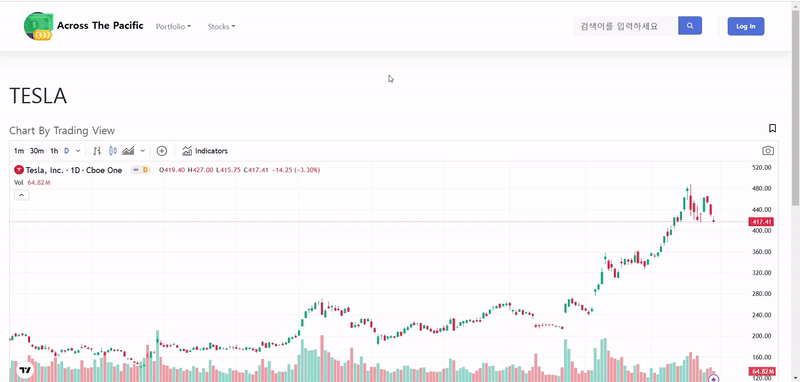 Across The Pacific
Portfolio
Stocks
검색어를 입력하세요
Log In
TESLA
Chart By Trading View
1m 30m 1h D
Indicators
Tesla, Inc. · 1D · Cboe One
D
O419.40 H427.00 L415.75 C417.41 −14.25 (−3.30%)
Vol 64.82M
520.00
480.00
440.00
417.41
400.00
360.00
320.00
280.00
240.00
200.00
160.00
64.82M
120.00